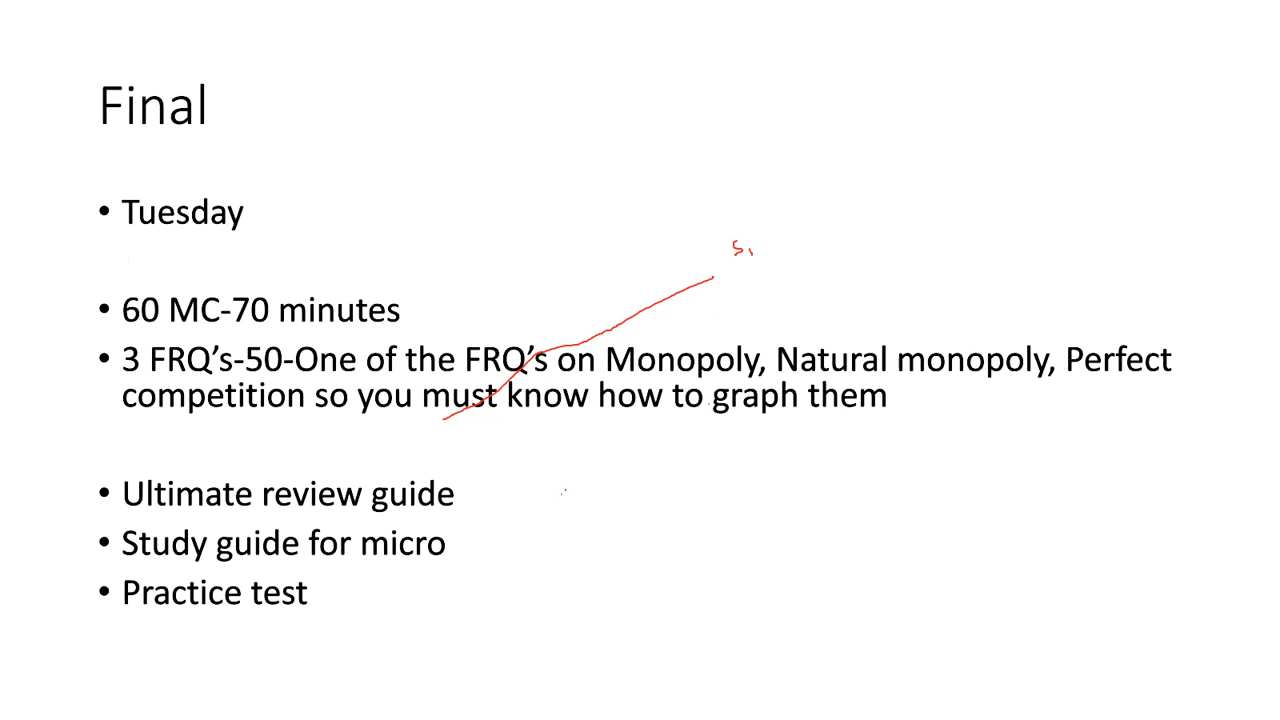 Final
• Tuesday
S₁
• 60 MC-70 minutes
• 3 FRQ’s-50-One of the FRQ’s on Monopoly, Natural monopoly, Perfect
competition so you must know how to graph them
• Ultimate review guide
• Study guide for micro
• Practice test